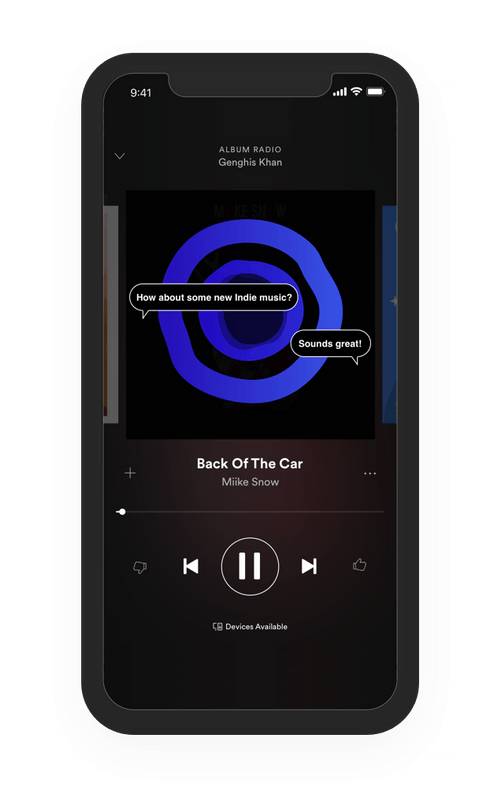 9:41
ALBUM RADIO
Genghis Khan
How about some new Indie music?
Sounds great!
Back Of The Car
Miike Snow
Devices Available